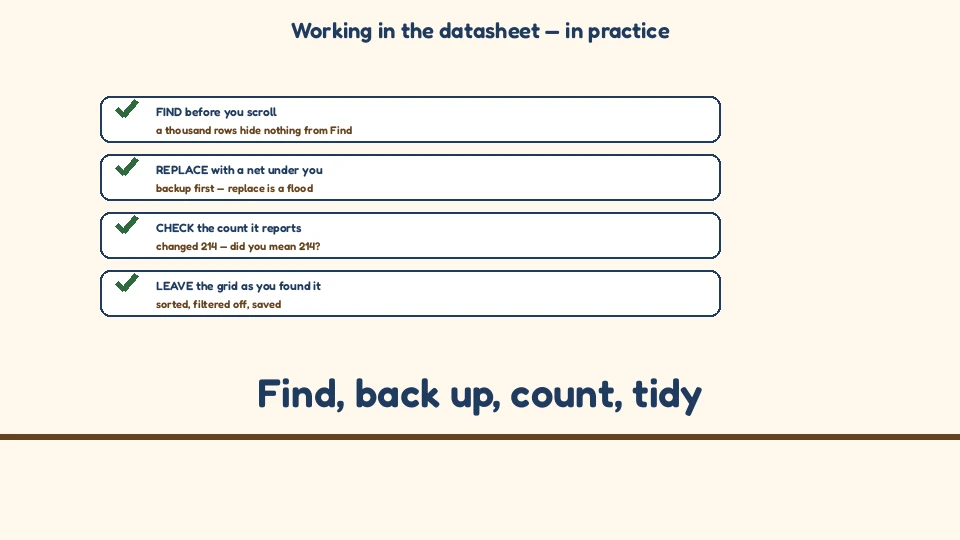 Working in the datasheet — in practice
FIND before you scroll
a thousand rows hide nothing from Find
REPLACE with a net under you
backup first — replace is a flood
CHECK the count it reports
changed 214 — did you mean 214?
LEAVE the grid as you found it
sorted, filtered off, saved
Find, back up, count, tidy